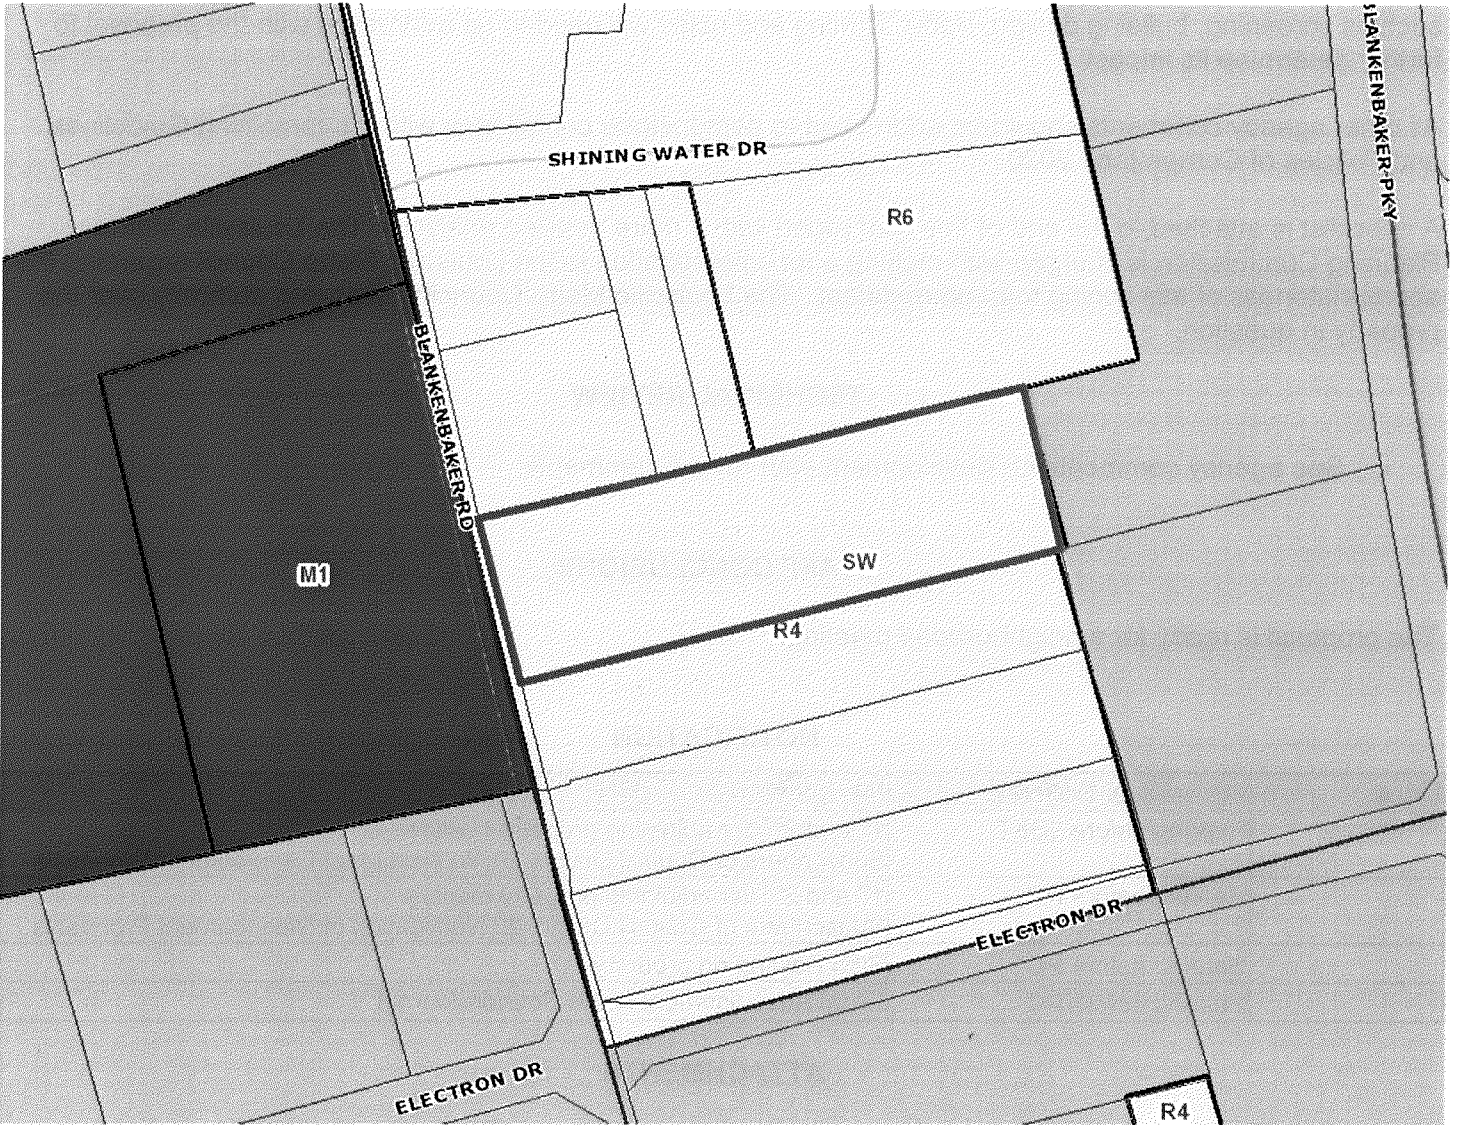 BLANKENBAKER PKY
SHINING WATER DR
R6
BLANKENBAKER RD
SW
M1
R4
ELECTRON DR
ELECTRON DR
R4